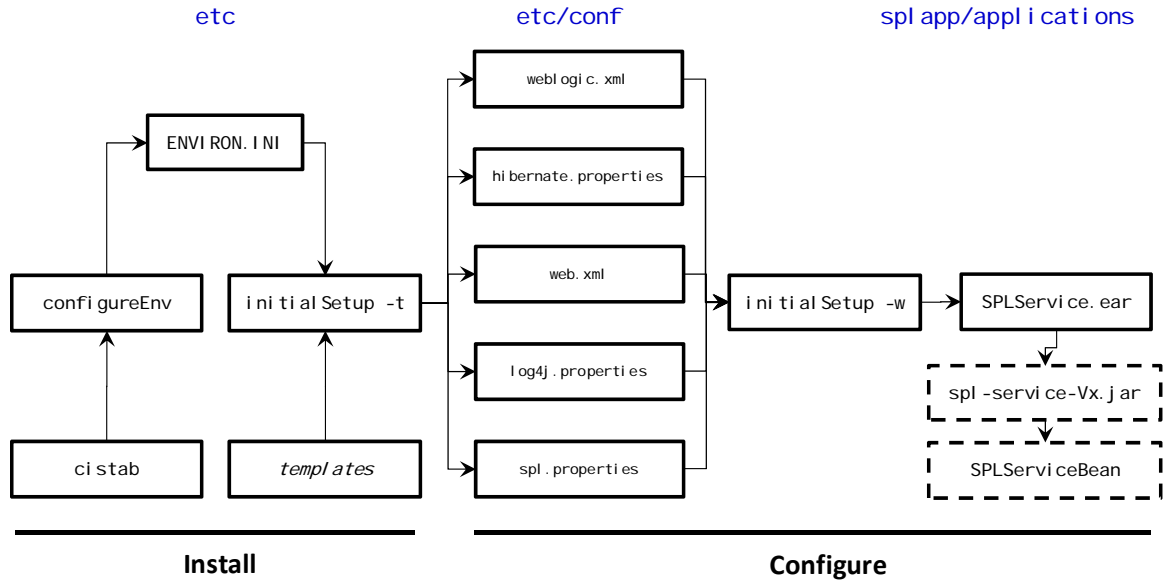 etc
etc/conf
splapp/applications
weblogic.xml
ENVIRON.INI
hibernate.properties
configureEnv
initialSetup -t
web.xml
initialSetup -w
SPLService.ear
log4j.properties
spl-service-Vx.jar
cistab
templates
spl.properties
SPLServiceBean
Install
Configure